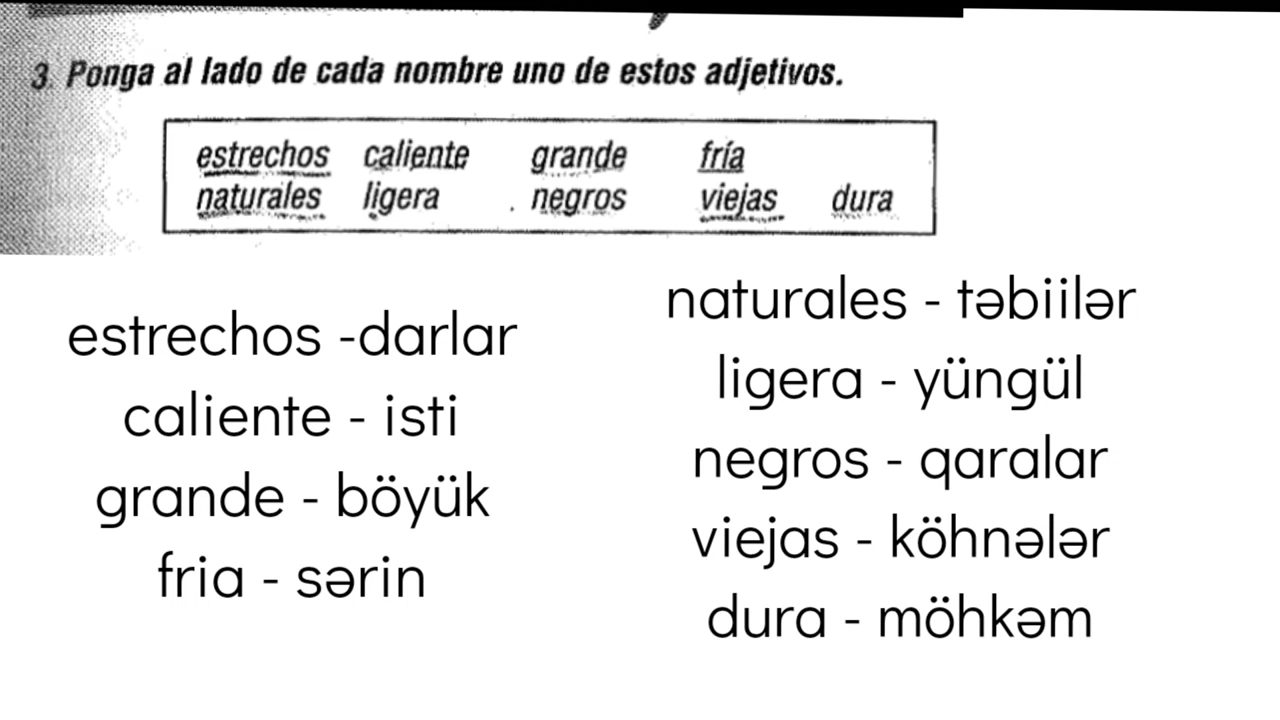 3. Ponga al lado de cada nombre uno de estos adjetivos.
estrechos caliente grande fría
naturales ligera negros viejas dura
estrechos -darlar
caliente - isti
grande - böyük
fria - sərin
naturales - təbiilər
ligera - yüngül
negros - qaralar
viejas - köhnələr
dura - möhkəm